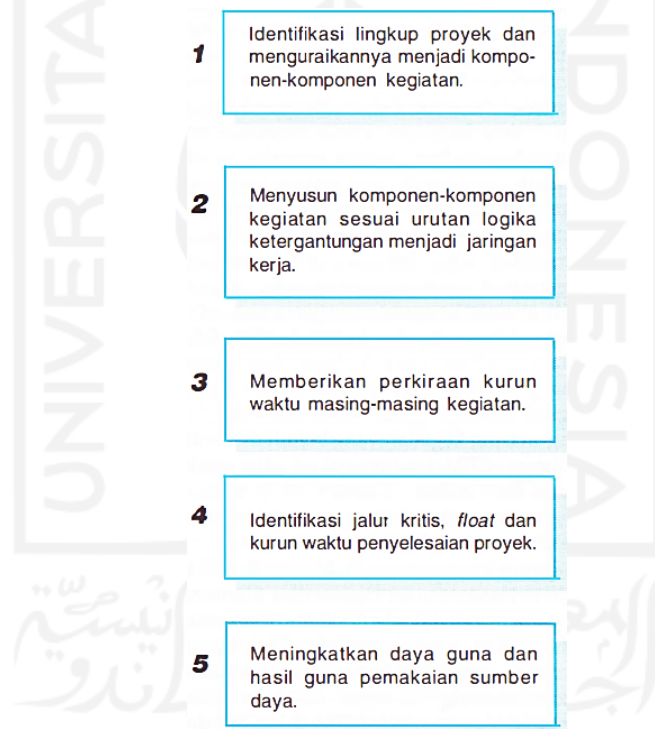 1
Identifikasi lingkup proyek dan
menguraikannya menjadi kompo-
nen-komponen kegiatan.
2
Menyusun komponen-komponen
kegiatan sesuai urutan logika
ketergantungan menjadi jaringan
kerja.
3
Memberikan perkiraan kurun
waktu masing-masing kegiatan.
4
Identifikasi jalur kritis, float dan
kurun waktu penyelesaian proyek.
5
Meningkatkan daya guna dan
hasil guna pemakaian sumber
daya.
UNIVERSITA
NDONESIA